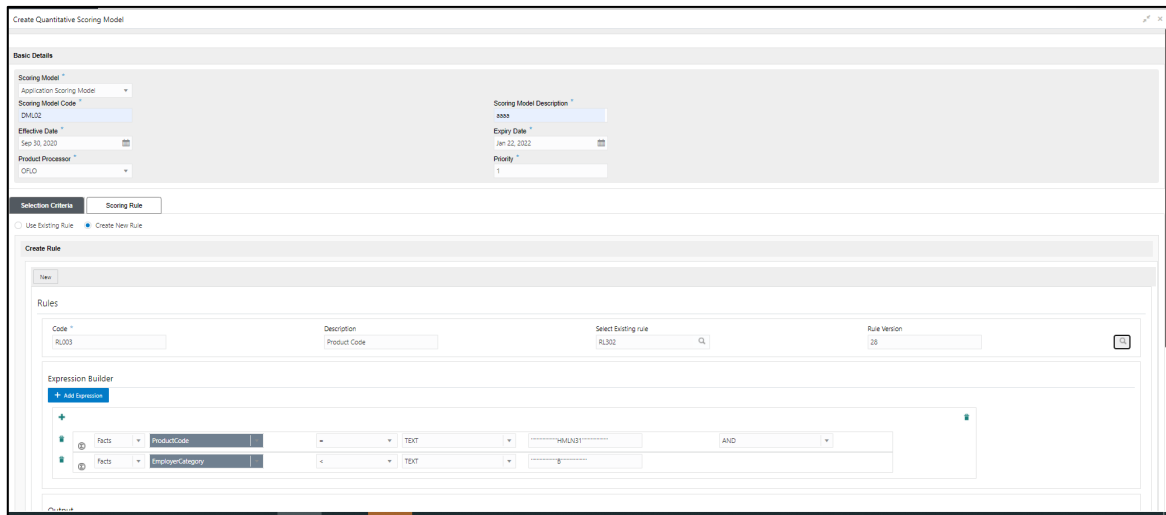 Create Quantitative Scoring Model
Basic Details
Scoring Model *
Application Scoring Model
Scoring Model Code * Scoring Model Description *
DML02 aaaa
Effective Date * Expiry Date *
Sep 30, 2020 Jan 22, 2022
Product Processor * Priority *
OFLO 1
Selection Criteria Scoring Rule
Use Existing Rule Create New Rule
Create Rule
New
Rules
Code * Description Select Existing rule Rule Version
RL003 Product Code RL302 28
Expression Builder
+ Add Expression
Facts ProductCode = TEXT HMLN31 AND
Facts EmployerCategory < TEXT B
Output